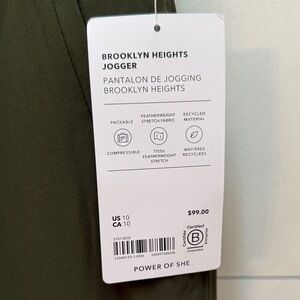 BROOKLYN HEIGHTS
JOGGER
PANTALON DE JOGGING
BROOKLYN HEIGHTS
PACKABLE
FEATHERWEIGHT
STRETCH FABRIC
RECYCLED
MATERIAL
COMPRESSIBLE
TISSU
FEATHERWEIGHT
STRETCH
MATIÈRES
RECYCLÉES
US 10
CA 10
$99.00
Certified
B
Corporation
POWER OF SHE